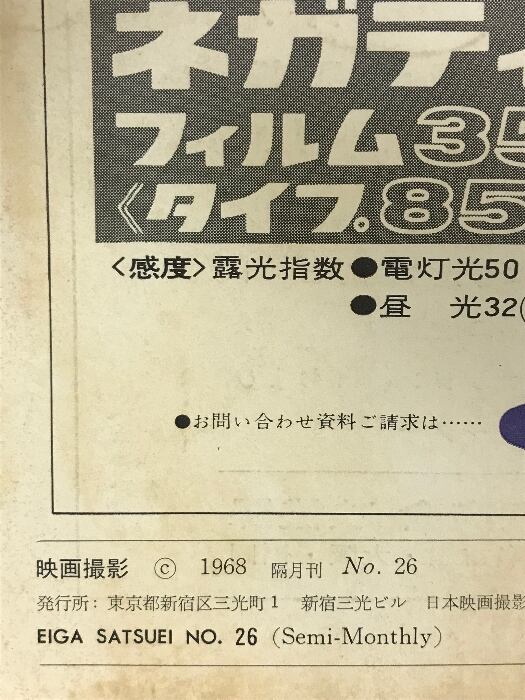 ネガティ
フィルム35
《タイプ。85
<感度>露光指数●電灯光50
●昼 光32(
●お問い合わせ資料ご請求は……
映画撮影 © 1968 隔月刊 No. 26
発行所: 東京都新宿区三光町1 新宿三光ビル 日本映画撮影
EIGA SATSUEI NO. 26 (Semi-Monthly)